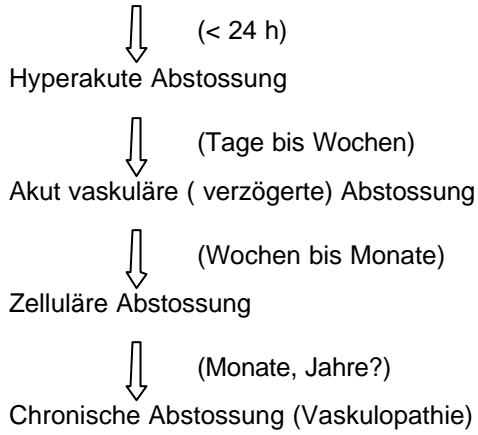 (< 24 h)
Hyperakute Abstossung
(Tage bis Wochen)
Akut vaskuläre ( verzögerte) Abstossung
(Wochen bis Monate)
Zelluläre Abstossung
(Monate, Jahre?)
Chronische Abstossung (Vaskulopathie)